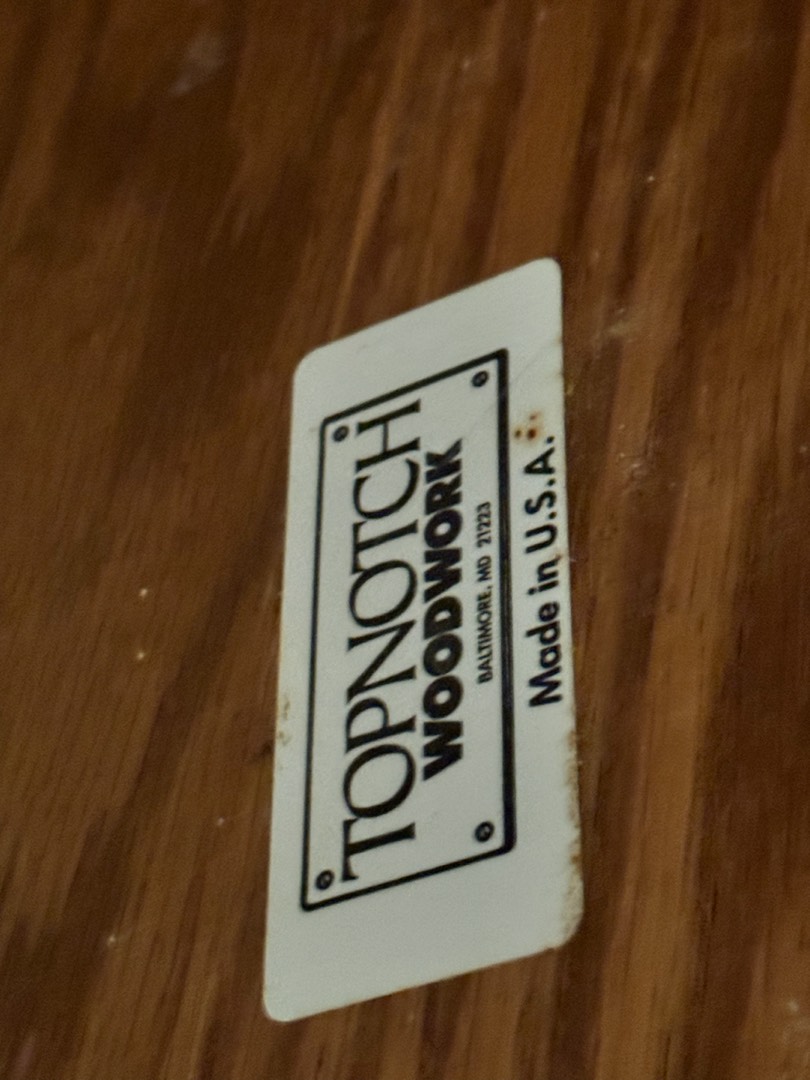 TOPNOTCH
WOODWORK
BALTIMORE, MD 21223
Made in U.S.A.